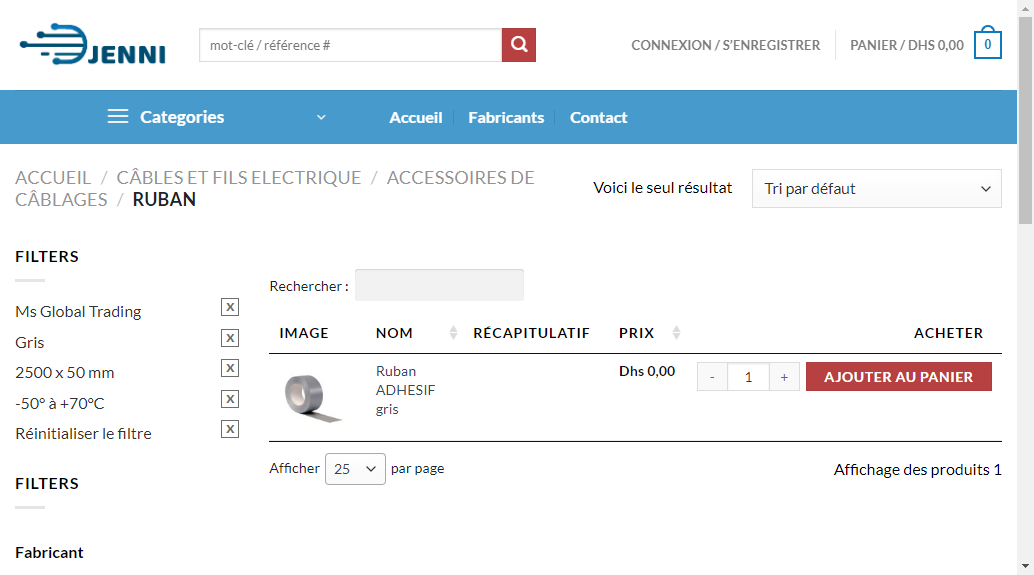 JENNI
mot-clé / référence #
CONNEXION / S’ENREGISTRER
PANIER / DHS 0,00
0
Categories
Accueil
Fabricants
Contact
ACCUEIL / CÂBLES ET FILS ELECTRIQUE / ACCESSOIRES DE
CÂBLAGES / RUBAN
Voici le seul résultat
Tri par défaut
FILTERS
Ms Global Trading X
Gris X
2500 x 50 mm X
-50° à +70°C X
Réinitialiser le filtre X
FILTERS
Fabricant
Rechercher :
IMAGE NOM RÉCAPITULATIF PRIX ACHETER
Ruban
ADHESIF
gris
Dhs 0,00
- 1 +
AJOUTER AU PANIER
Afficher 25 par page
Affichage des produits 1